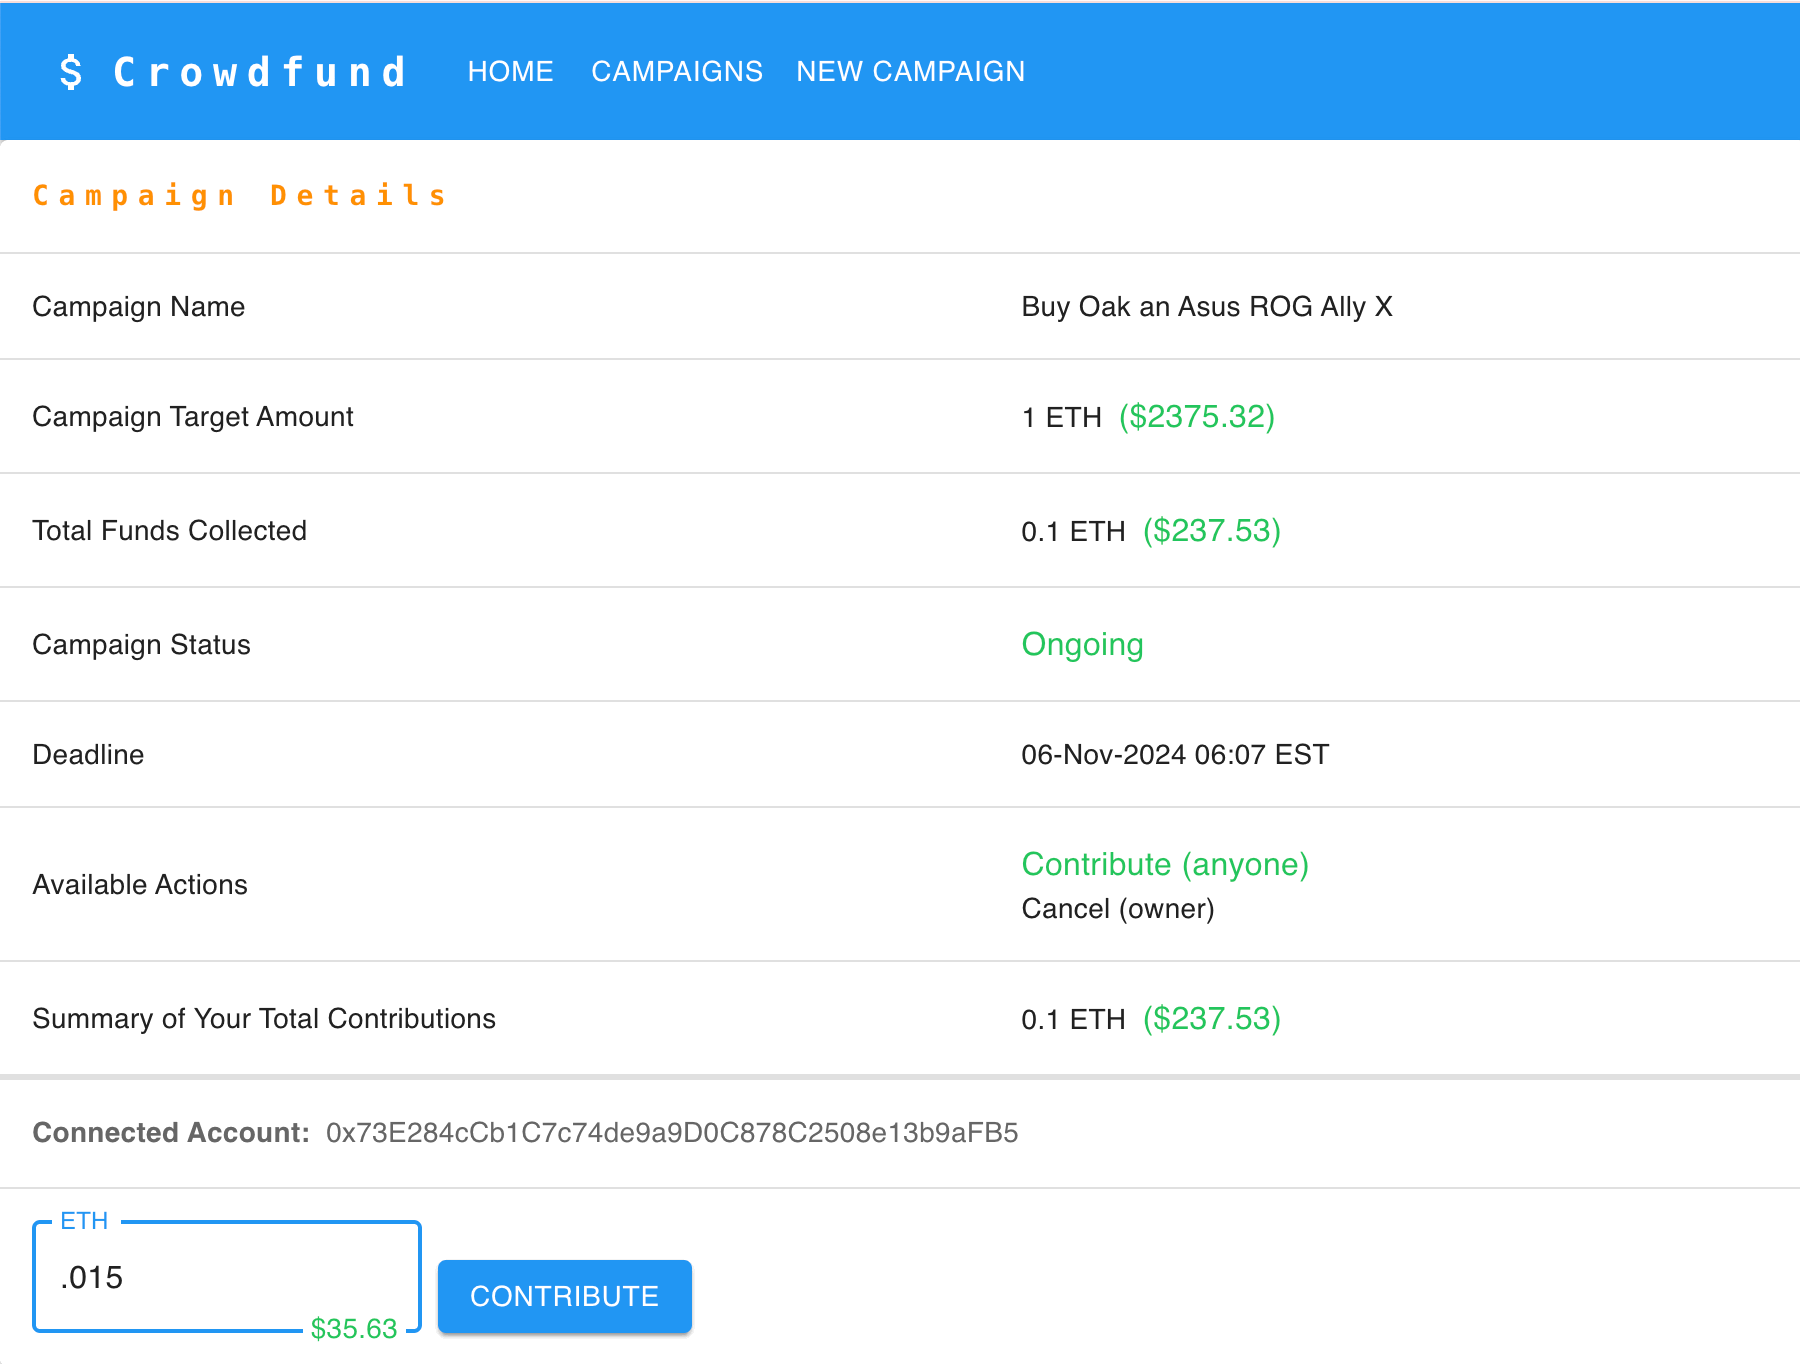 $ Crowdfund HOME CAMPAIGNS NEW CAMPAIGN
Campaign Details
Campaign Name Buy Oak an Asus ROG Ally X
Campaign Target Amount 1 ETH ($2375.32)
Total Funds Collected 0.1 ETH ($237.53)
Campaign Status Ongoing
Deadline 06-Nov-2024 06:07 EST
Available Actions Contribute (anyone)
Cancel (owner)
Summary of Your Total Contributions 0.1 ETH ($237.53)
Connected Account: 0x73E284cCb1C7c74de9a9D0C878C2508e13b9aFB5
ETH
.015
CONTRIBUTE
$35.63